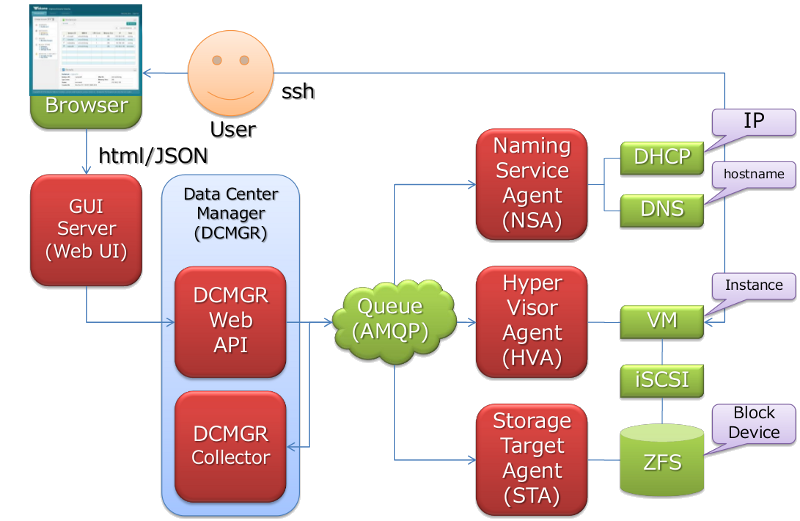 Browser
User
ssh
html/JSON
GUI
Server
(Web UI)
Data Center
Manager
(DCMGR)
DCMGR
Web
API
DCMGR
Collector
Queue
(AMQP)
Naming
Service
Agent
(NSA)
DHCP
IP
DNS
hostname
Hyper
Visor
Agent
(HVA)
VM
Instance
iSCSI
Storage
Target
Agent
(STA)
ZFS
Block
Device